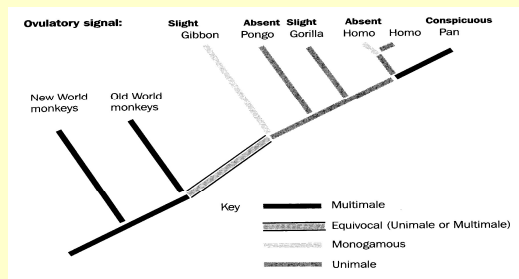 Ovulatory signal:
Slight Absent Slight Absent Conspicuous
Gibbon Pongo Gorilla Homo Homo Pan
New World
monkeys
Old World
monkeys
Key
Multimale
Equivocal (Unimale or Multimale)
Monogamous
Unimale